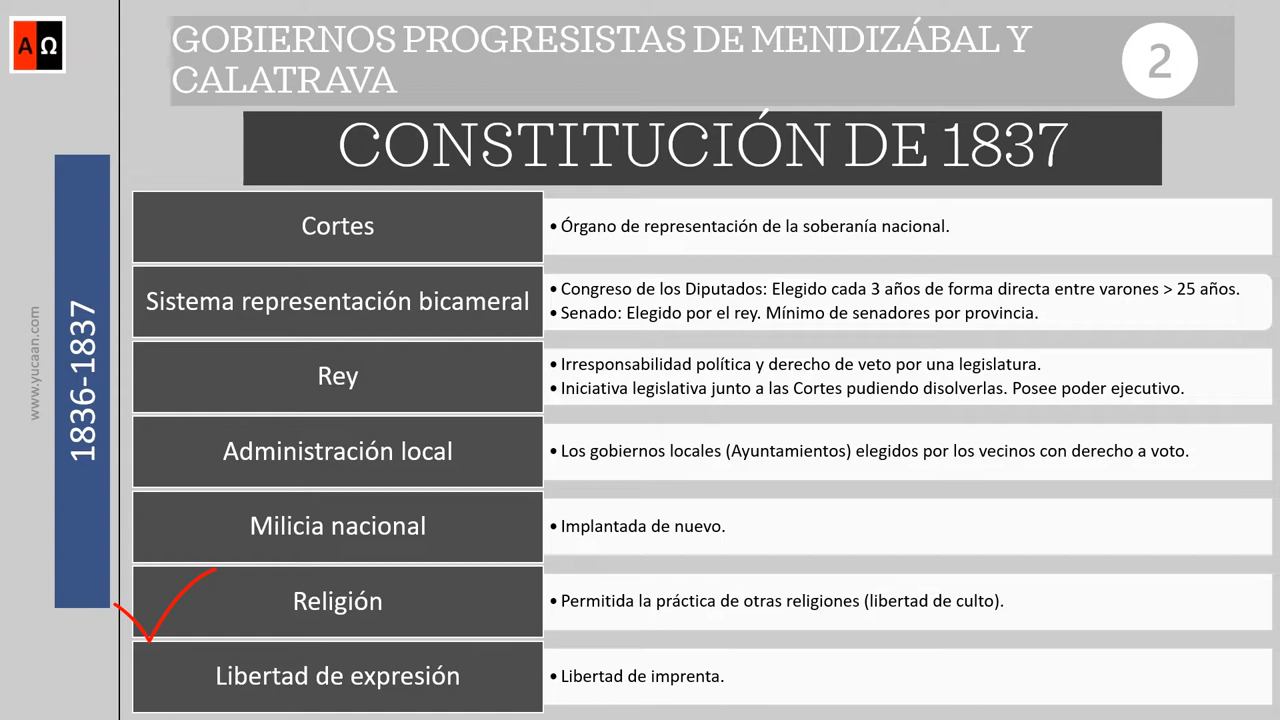 A Ω
GOBIERNOS PROGRESISTAS DE MENDIZÁBAL Y
CALATRAVA
2
CONSTITUCIÓN DE 1837
www.yucaan.com
1836-1837
Cortes
• Órgano de representación de la soberanía nacional.
Sistema representación bicameral
• Congreso de los Diputados: Elegido cada 3 años de forma directa entre varones > 25 años.
• Senado: Elegido por el rey. Mínimo de senadores por provincia.
Rey
• Irresponsabilidad política y derecho de veto por una legislatura.
• Iniciativa legislativa junto a las Cortes pudiendo disolverlas. Posee poder ejecutivo.
Administración local
• Los gobiernos locales (Ayuntamientos) elegidos por los vecinos con derecho a voto.
Milicia nacional
• Implantada de nuevo.
Religión
• Permitida la práctica de otras religiones (libertad de culto).
Libertad de expresión
• Libertad de imprenta.